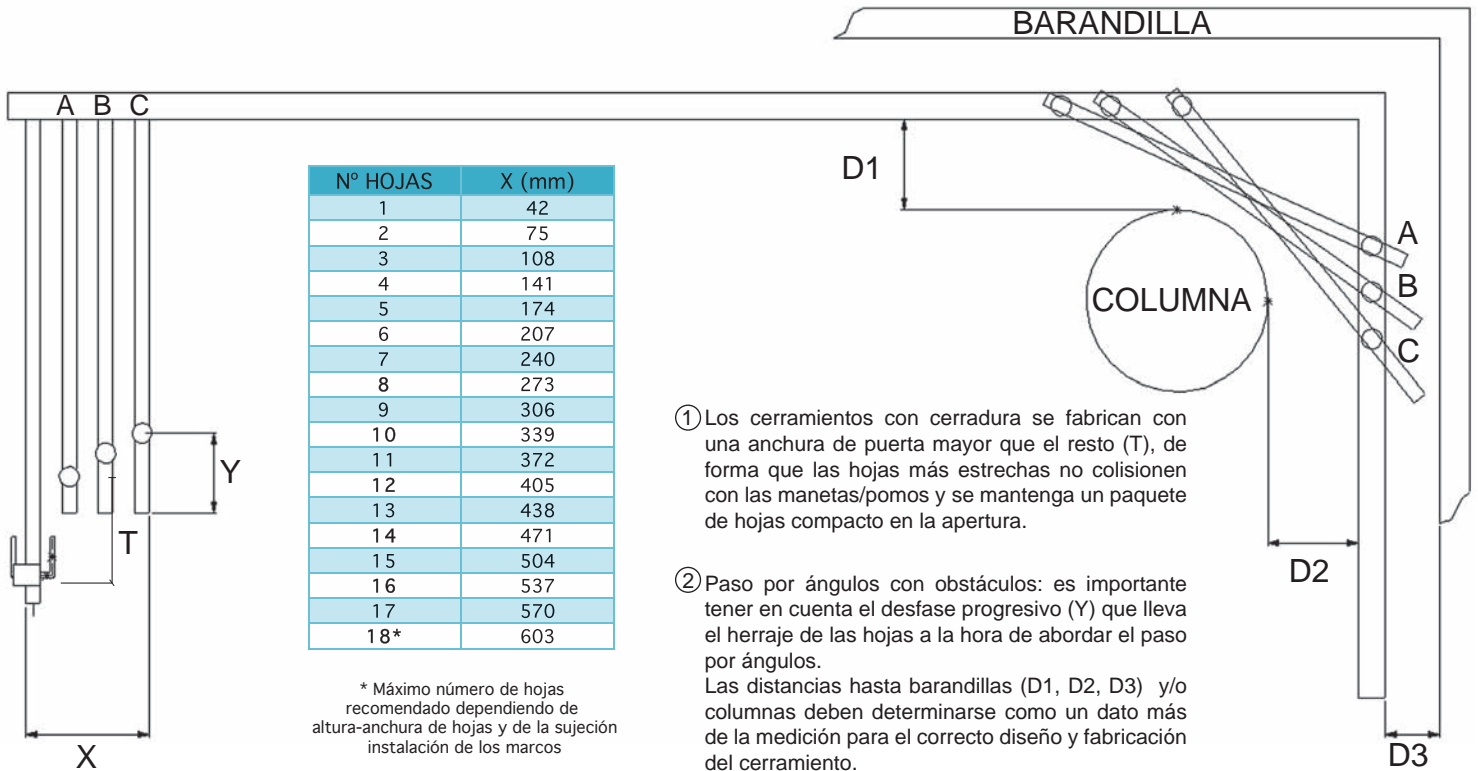 BARANDILLA
A B C
D1
A
B
C
COLUMNA
Nº HOJAS X (mm)
1 42
2 75
3 108
4 141
5 174
6 207
7 240
8 273
9 306
10 339
11 372
12 405
13 438
14 471
15 504
16 537
17 570
18* 603
Y
T
X
D2
D3
* Máximo número de hojas
recomendado dependiendo de
altura-anchura de hojas y de la sujeción
instalación de los marcos
1 Los cerramientos con cerradura se fabrican con
una anchura de puerta mayor que el resto (T), de
forma que las hojas más estrechas no colisionen
con las manetas/pomos y se mantenga un paquete
de hojas compacto en la apertura.
2 Paso por ángulos con obstáculos: es importante
tener en cuenta el desfase progresivo (Y) que lleva
el herraje de las hojas a la hora de abordar el paso
por ángulos.
Las distancias hasta barandillas (D1, D2, D3) y/o
columnas deben determinarse como un dato más
de la medición para el correcto diseño y fabricación
del cerramiento.